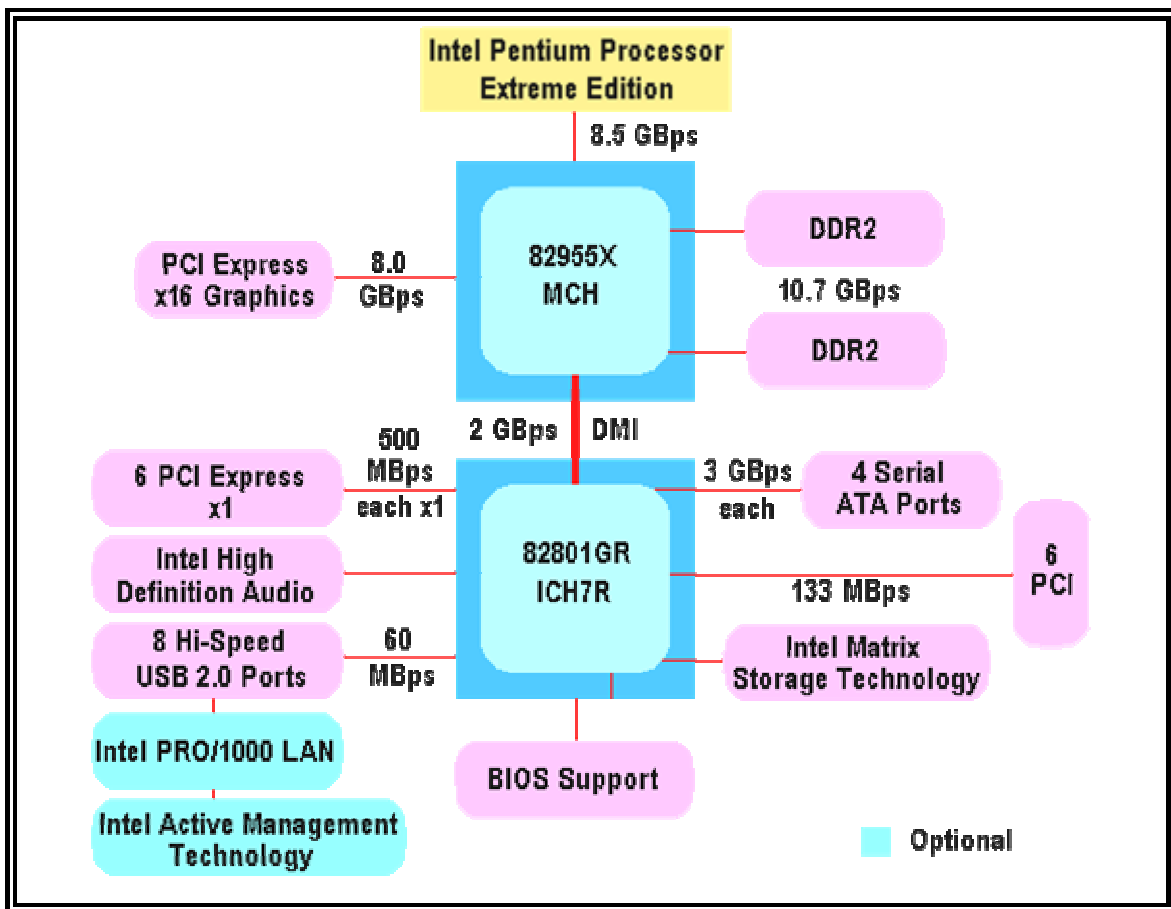 Intel Pentium Processor
Extreme Edition
8.5 GBps
82955X
MCH
DDR2
10.7 GBps
DDR2
PCI Express
x16 Graphics
8.0
GBps
2 GBps
DMI
6 PCI Express
x1
500
MBps
each x1
3 GBps
each
4 Serial
ATA Ports
82801GR
ICH7R
Intel High
Definition Audio
133 MBps
6
PCI
8 Hi-Speed
USB 2.0 Ports
60
MBps
Intel Matrix
Storage Technology
Intel PRO/1000 LAN
BIOS Support
Intel Active Management
Technology
Optional